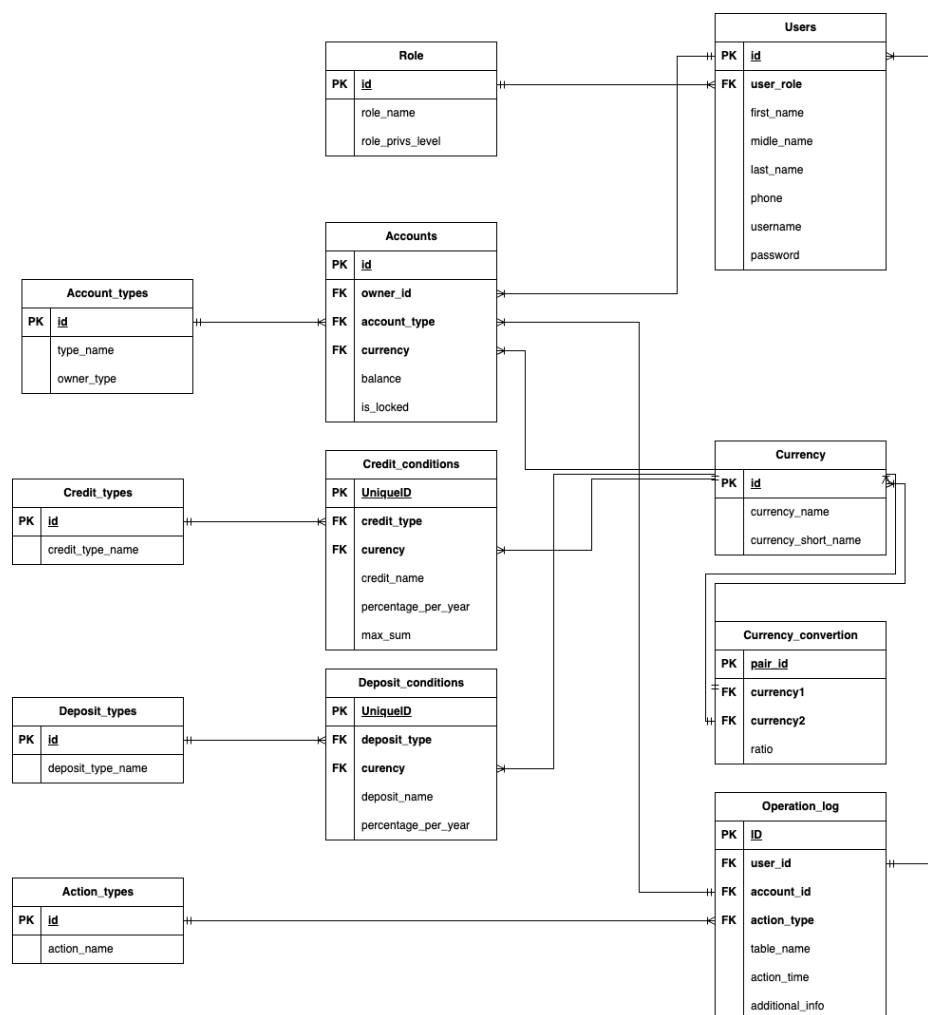 Users
PK id
FK user_role
first_name
midle_name
last_name
phone
username
password
Role
PK id
role_name
role_privs_level
Accounts
PK id
FK owner_id
FK account_type
FK currency
balance
is_locked
Account_types
PK id
type_name
owner_type
Credit_conditions
PK UniqueID
FK credit_type
FK curency
credit_name
percentage_per_year
max_sum
Credit_types
PK id
credit_type_name
Currency
PK id
currency_name
currency_short_name
Currency_convertion
PK pair_id
FK currency1
FK currency2
ratio
Deposit_conditions
PK UniqueID
FK deposit_type
FK curency
deposit_name
percentage_per_year
Deposit_types
PK id
deposit_type_name
Operation_log
PK ID
FK user_id
FK account_id
FK action_type
table_name
action_time
additional_info
Action_types
PK id
action_name